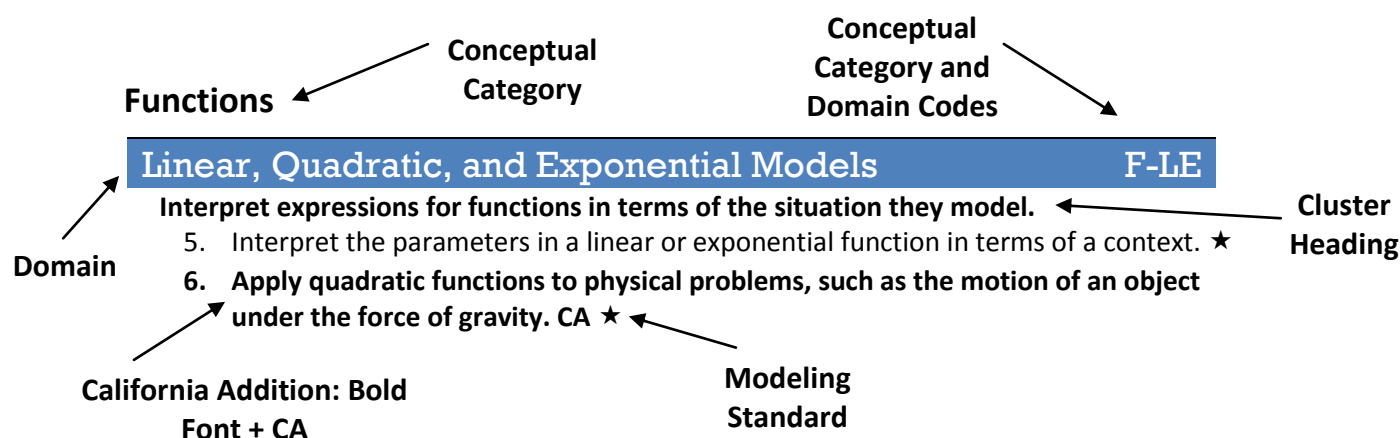 Conceptual
Category
Conceptual
Category and
Domain Codes
Functions
Linear, Quadratic, and Exponential Models F-LE
Interpret expressions for functions in terms of the situation they model.
Cluster
Heading
5. Interpret the parameters in a linear or exponential function in terms of a context. ★
Domain
6. Apply quadratic functions to physical problems, such as the motion of an object
under the force of gravity. CA ★
California Addition: Bold
Font + CA
Modeling
Standard